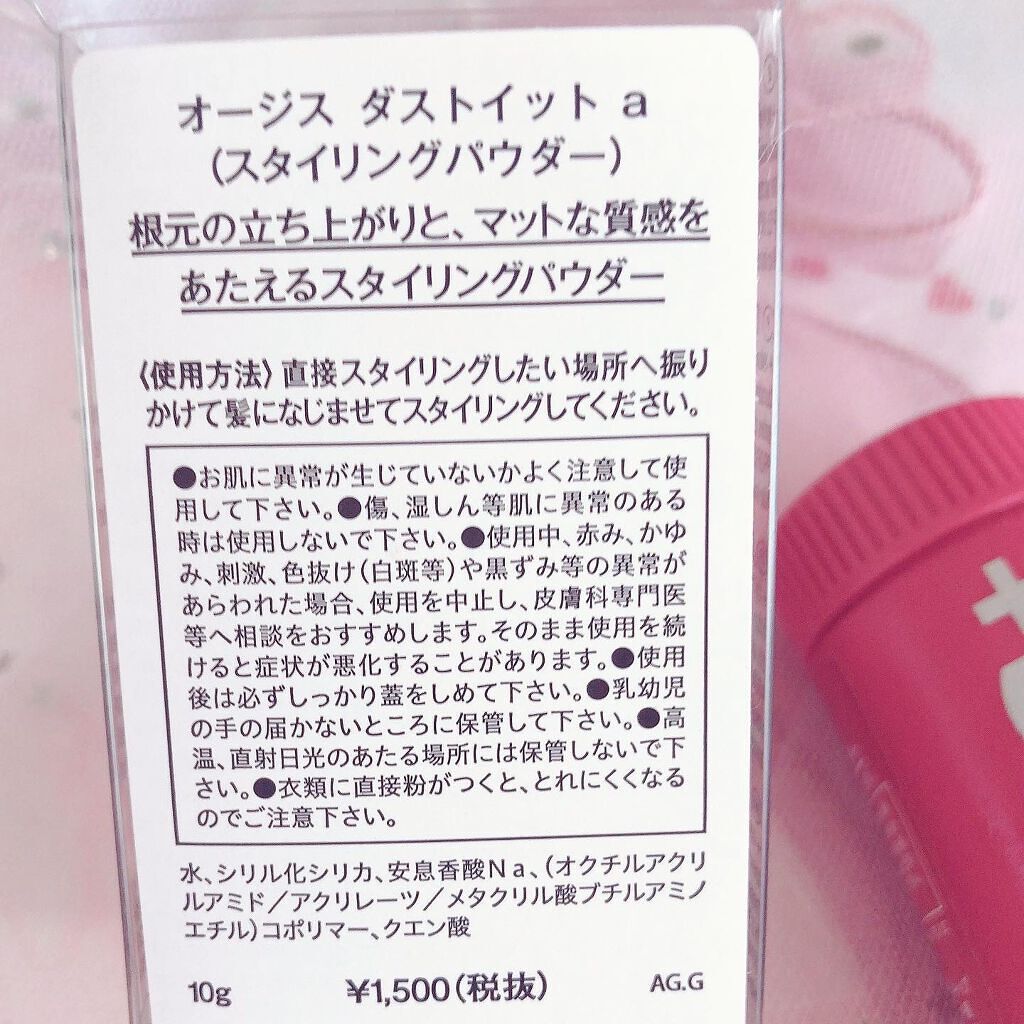 オージス ダストイット a
(スタイリングパウダー)
根元の立ち上がりと、マットな質感を
あたえるスタイリングパウダー
〈使用方法〉直接スタイリングしたい場所へ振り
かけて髪になじませてスタイリングしてください。
●お肌に異常が生じていないかよく注意して使
用して下さい。●傷、湿しん等肌に異常のある
時は使用しないで下さい。●使用中、赤み、かゆ
み、刺激、色抜け(白斑等)や黒ずみ等の異常が
あらわれた場合、使用を中止し、皮膚科専門医
等へ相談をおすすめします。そのまま使用を続
けると症状が悪化することがあります。●使用
後は必ずしっかり蓋をしめて下さい。●乳幼児
の手の届かないところに保管して下さい。●高
温、直射日光のあたる場所には保管しないで下
さい。●衣類に直接粉がつくと、とれにくくなる
のでご注意下さい。
水、シリル化シリカ、安息香酸Na、(オクチルアクリ
ルアミド/アクリレーツ/メタクリル酸ブチルアミノ
エチル)コポリマー、クエン酸
10g ¥1,500(税抜) AG.G